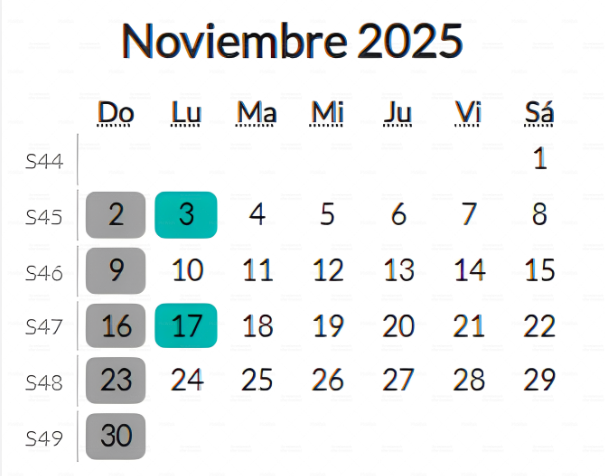 Noviembre 2025
Do Lu Ma Mi Ju Vi Sá
S44 1
S45 2 3 4 5 6 7 8
S46 9 10 11 12 13 14 15
S47 16 17 18 19 20 21 22
S48 23 24 25 26 27 28 29
S49 30